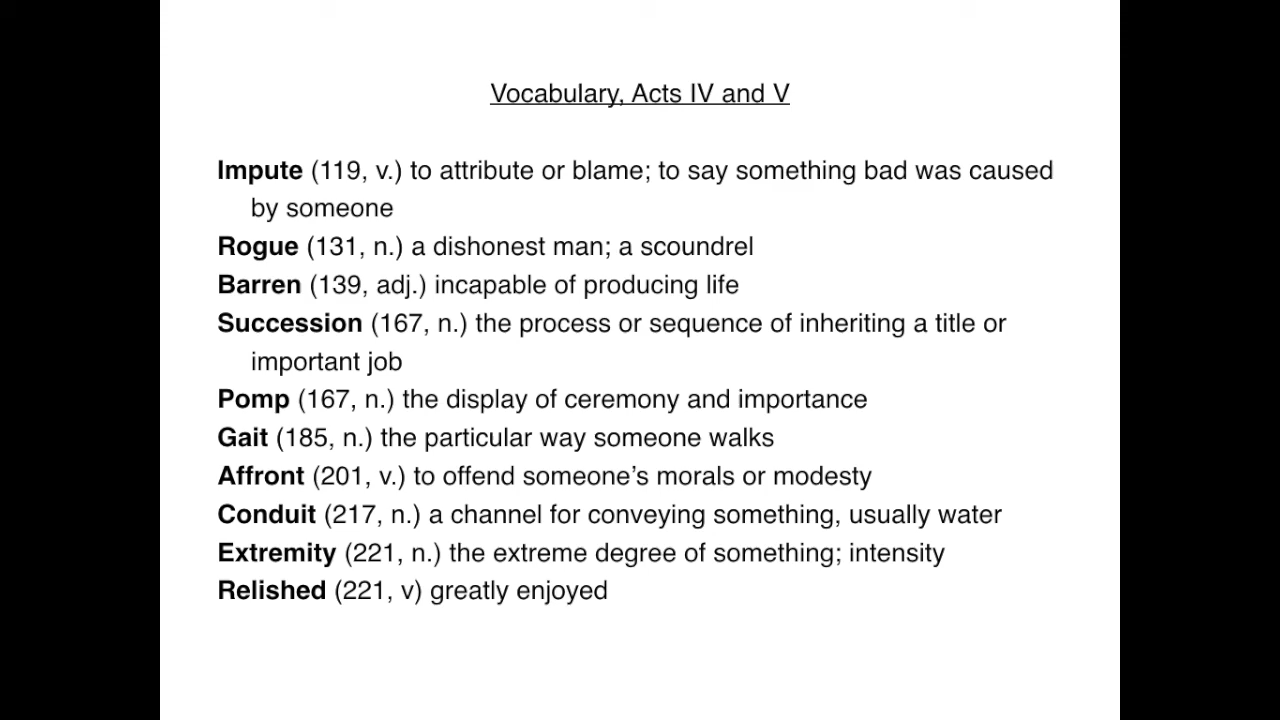 Vocabulary, Acts IV and V
Impute (119, v.) to attribute or blame; to say something bad was caused
by someone
Rogue (131, n.) a dishonest man; a scoundrel
Barren (139, adj.) incapable of producing life
Succession (167, n.) the process or sequence of inheriting a title or
important job
Pomp (167, n.) the display of ceremony and importance
Gait (185, n.) the particular way someone walks
Affront (201, v.) to offend someone’s morals or modesty
Conduit (217, n.) a channel for conveying something, usually water
Extremity (221, n.) the extreme degree of something; intensity
Relished (221, v) greatly enjoyed